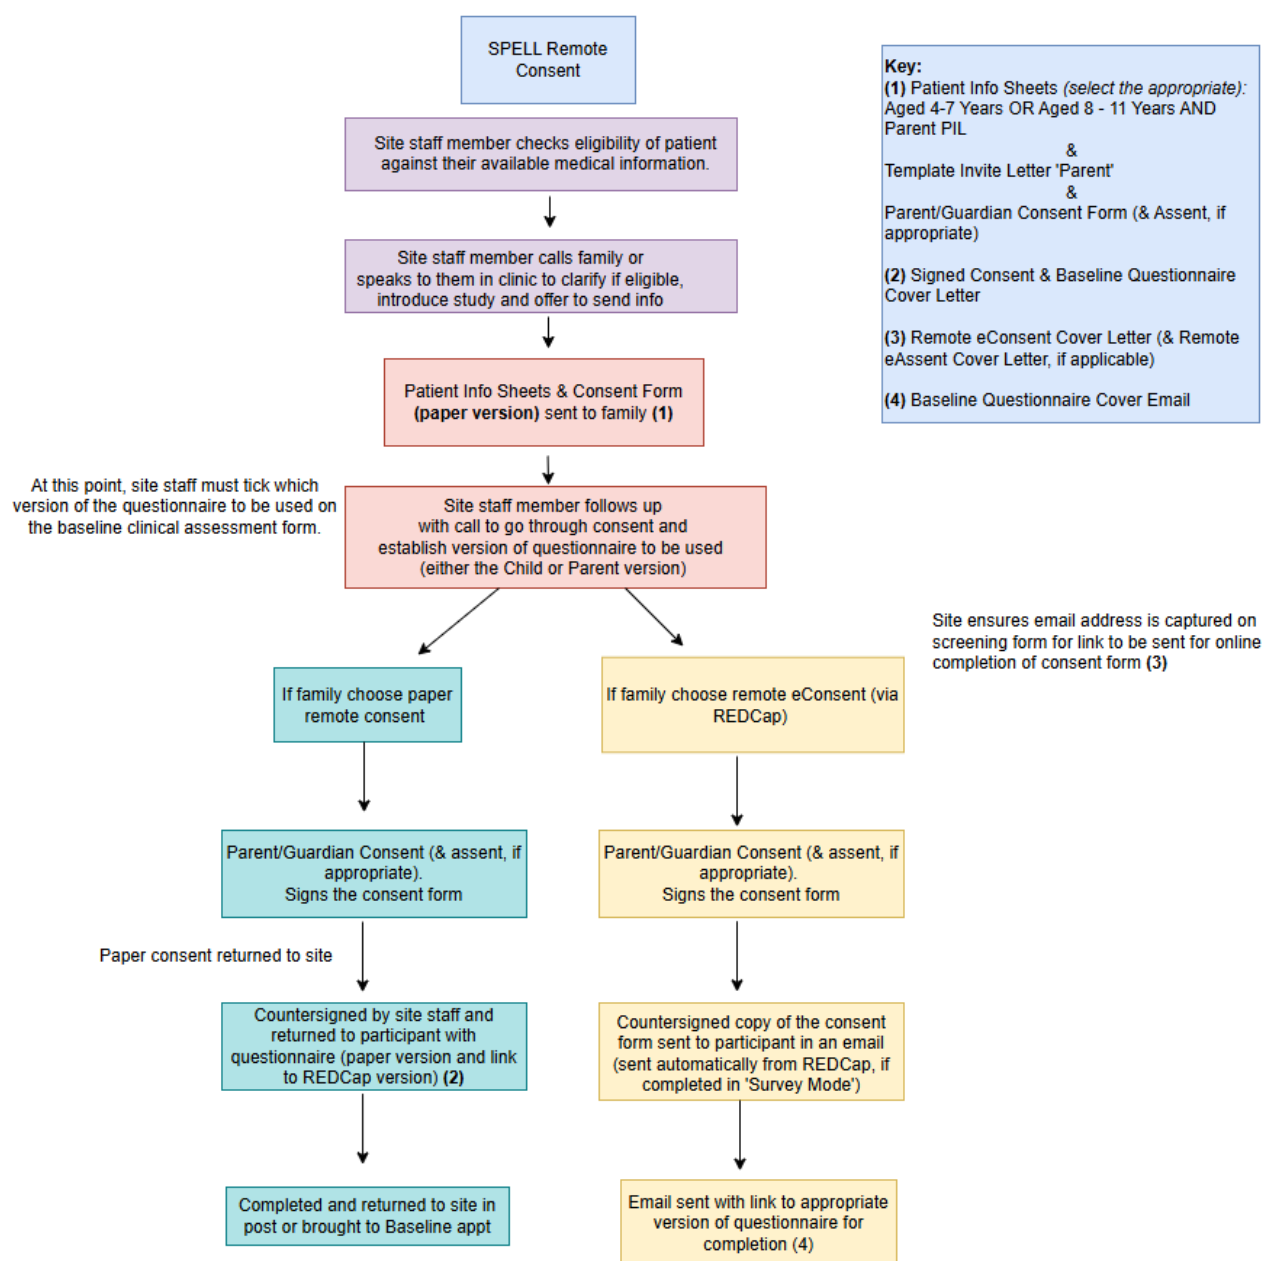 SPELL Remote
Consent
Key:
(1) Patient Info Sheets (select the appropriate):
Aged 4-7 Years OR Aged 8 - 11 Years AND
Parent PIL
&
Template Invite Letter 'Parent'
&
Parent/Guardian Consent Form (& Assent, if
appropriate)
(2) Signed Consent & Baseline Questionnaire
Cover Letter
(3) Remote eConsent Cover Letter (& Remote
eAssent Cover Letter, if applicable)
(4) Baseline Questionnaire Cover Email
Site staff member checks eligibility of patient
against their available medical information.
Site staff member calls family or
speaks to them in clinic to clarify if eligible,
introduce study and offer to send info
Patient Info Sheets & Consent Form
(paper version) sent to family (1)
At this point, site staff must tick which
version of the questionnaire to be used on
the baseline clinical assessment form.
Site staff member follows up
with call to go through consent and
establish version of questionnaire to be used
(either the Child or Parent version)
Site ensures email address is captured on
screening form for link to be sent for online
completion of consent form (3)
If family choose paper
remote consent
If family choose remote eConsent (via
REDCap)
Parent/Guardian Consent (& assent, if
appropriate).
Signs the consent form
Parent/Guardian Consent (& assent, if
appropriate).
Signs the consent form
Paper consent returned to site
Countersigned by site staff and
returned to participant with
questionnaire (paper version and link
to REDCap version) (2)
Countersigned copy of the consent
form sent to participant in an email
(sent automatically from REDCap, if
completed in 'Survey Mode')
Completed and returned to site in
post or brought to Baseline appt
Email sent with link to appropriate
version of questionnaire for
completion (4)